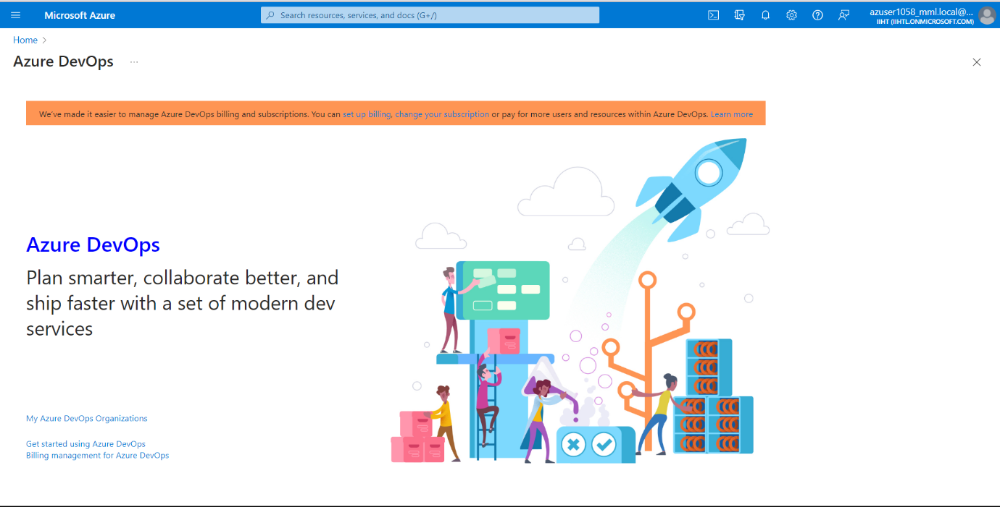 Microsoft Azure
Search resources, services, and docs (G+/)
azuser1058_mml.local@...
IIHT (IIHTLONMICROSOFT.COM)
Home
Azure DevOps
We've made it easier to manage Azure DevOps billing and subscriptions. You can set up billing, change your subscription or pay for more users and resources within Azure DevOps. Learn more
Azure DevOps
Plan smarter, collaborate better, and
ship faster with a set of modern dev
services
My Azure DevOps Organizations
Get started using Azure DevOps
Billing management for Azure DevOps